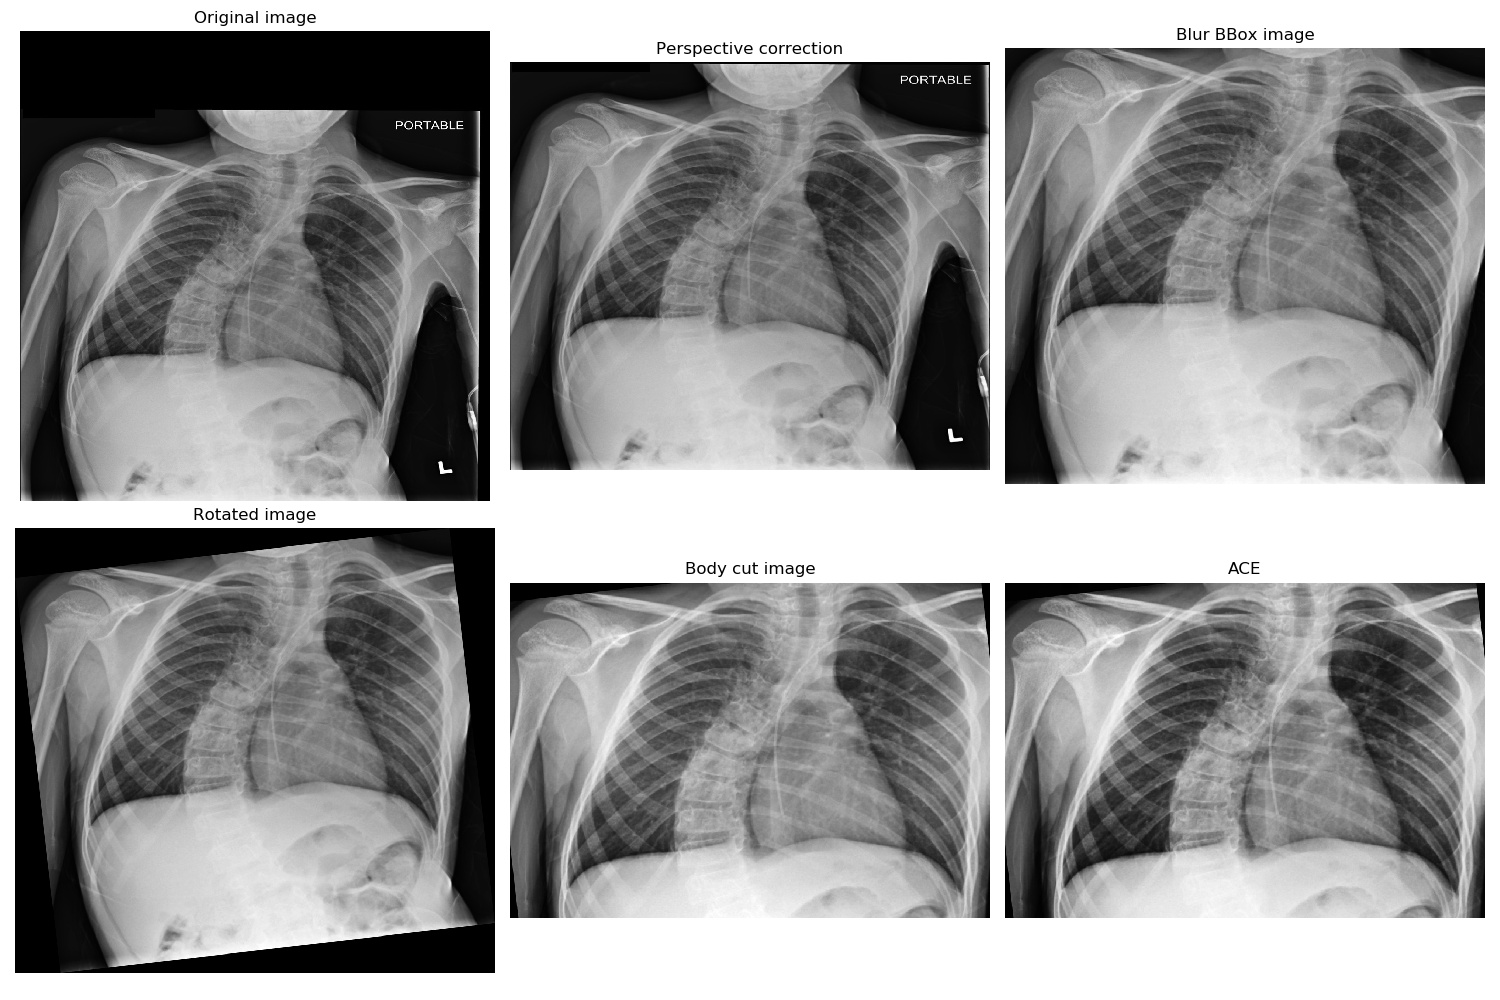 Original image
Perspective correction
Blur BBox image
PORTABLE
PORTABLE
L
L
Rotated image
Body cut image
ACE